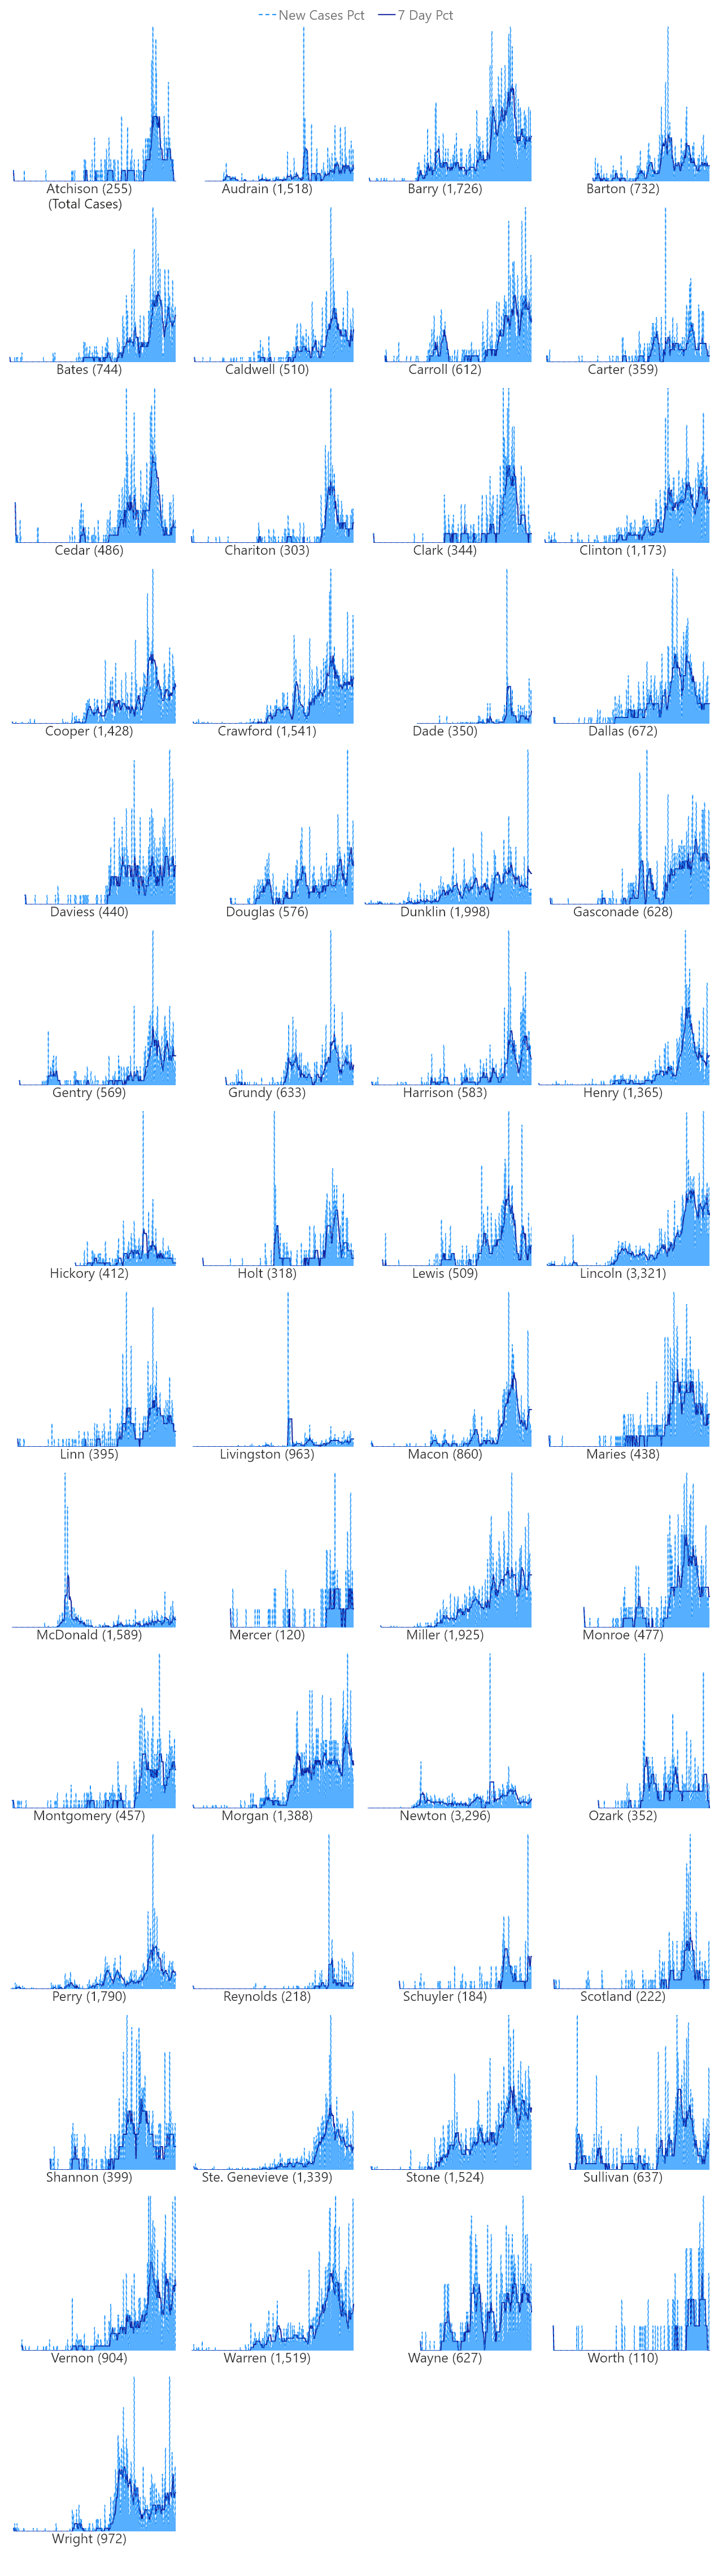 New Cases Pct 7 Day Pct
Atchison (255) Audrain (1,518) Barry (1,726) Barton (732)
(Total Cases)
Bates (744) Caldwell (510) Carroll (612) Carter (359)
Cedar (486) Chariton (303) Clark (344) Clinton (1,173)
Cooper (1,428) Crawford (1,541) Dade (350) Dallas (672)
Daviess (440) Douglas (576) Dunklin (1,998) Gasconade (628)
Gentry (569) Grundy (633) Harrison (583) Henry (1,365)
Hickory (412) Holt (318) Lewis (509) Lincoln (3,321)
Linn (395) Livingston (963) Macon (860) Maries (438)
McDonald (1,589) Mercer (120) Miller (1,925) Monroe (477)
Montgomery (457) Morgan (1,388) Newton (3,296) Ozark (352)
Perry (1,790) Reynolds (218) Schuyler (184) Scotland (222)
Shannon (399) Ste. Genevieve (1,339) Stone (1,524) Sullivan (637)
Vernon (904) Warren (1,519) Wayne (627) Worth (110)
Wright (972)